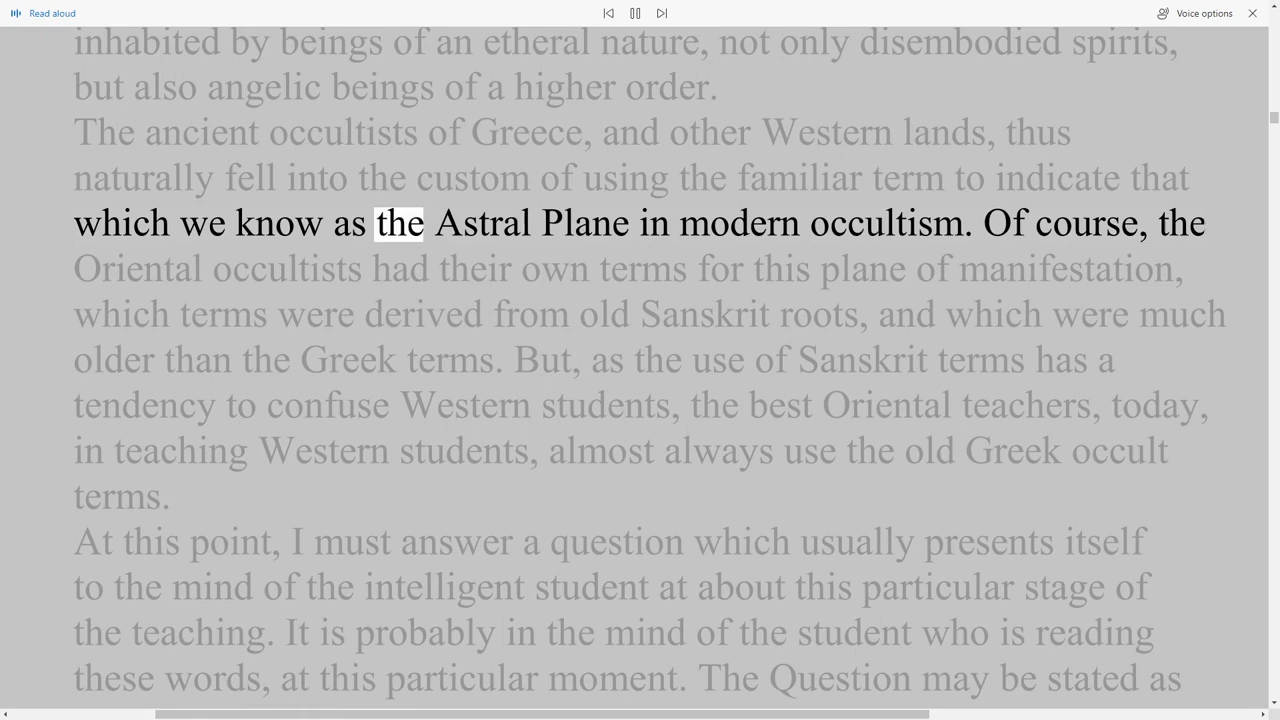 Read aloud
Voice options
inhabited by beings of an etheral nature, not only disembodied spirits,
but also angelic beings of a higher order.
The ancient occultists of Greece, and other Western lands, thus
naturally fell into the custom of using the familiar term to indicate that
which we know as the Astral Plane in modern occultism. Of course, the
Oriental occultists had their own terms for this plane of manifestation,
which terms were derived from old Sanskrit roots, and which were much
older than the Greek terms. But, as the use of Sanskrit terms has a
tendency to confuse Western students, the best Oriental teachers, today,
in teaching Western students, almost always use the old Greek occult
terms.
At this point, I must answer a question which usually presents itself
to the mind of the intelligent student at about this particular stage of
the teaching. It is probably in the mind of the student who is reading
these words, at this particular moment. The Question may be stated as